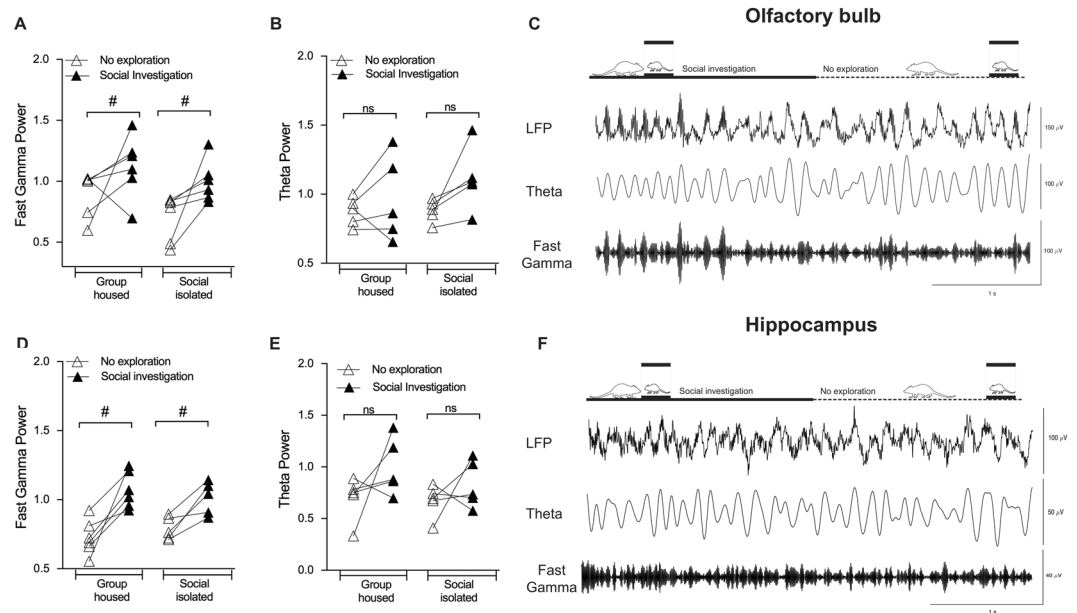 Olfactory bulb
A
B
C
2.0
No exploration
Social Investigation
#
#
1.5
1.0
0.5
Fast Gamma Power
Group
housed
Social
isolated
2.0
No exploration
Social Investigation
ns
ns
1.5
1.0
0.5
Theta Power
Group
housed
Social
isolated
Social investigation
No exploration
LFP
150 μV
Theta
100 μV
Fast
Gamma
100 μV
1 s
Hippocampus
D
E
F
2.0
No exploration
Social investigation
#
#
1.5
1.0
0.5
Fast Gamma Power
Group
housed
Social
isolated
2.0
No exploration
Social Investigation
ns
ns
1.5
1.0
0.5
0.0
Theta Power
Group
housed
Social
isolated
Social investigation
No exploration
LFP
100 μV
Theta
50 μV
Fast
Gamma
40 μV
1 s